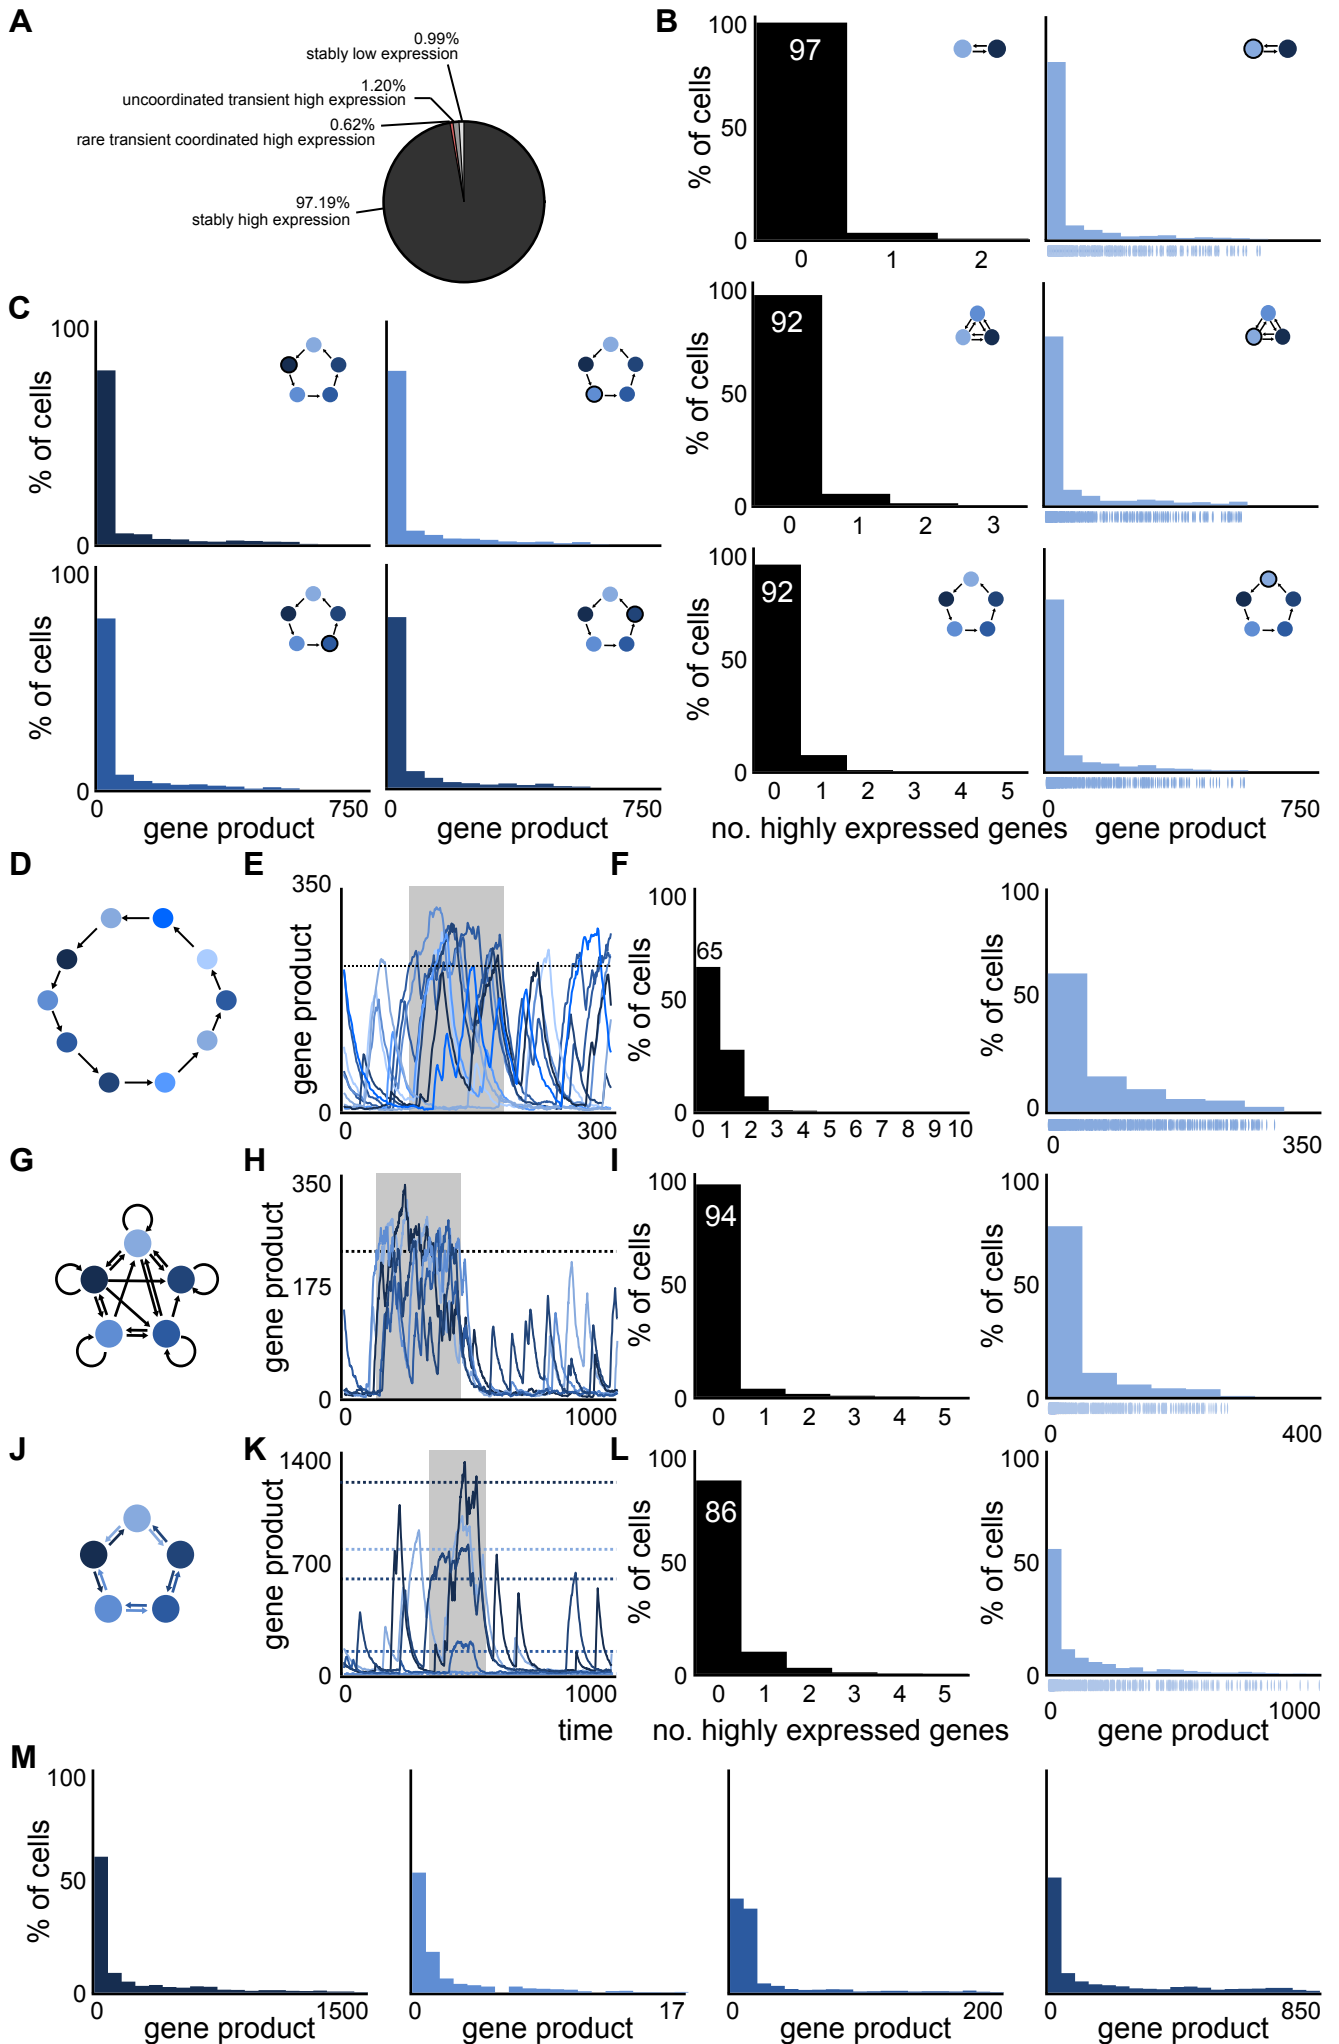 A
0.99%
stably low expression
1.20%
uncoordinated transient high expression
0.62%
rare transient coordinated high expression
97.19%
stably high expression
B
100
97
% of cells
50
0
0 1 2
100
92
% of cells
50
0
0 1 2 3
100
92
% of cells
50
0
0 1 2 3 4 5
no. highly expressed genes
0 750
gene product
C
100
% of cells
0
100
% of cells
0
0 750
gene product
0 750
gene product
D
E
350
gene product
0
0 300
F
100
65
% of cells
50
0
0 1 2 3 4 5 6 7 8 9 10
100
% of cells
50
0
0 350
G
H
350
gene product
175
0
0 1000
I
100
94
% of cells
50
0
0 1 2 3 4 5
100
% of cells
50
0
0 400
J
K
1400
gene product
700
0
0 1000
time
L
100
86
% of cells
50
0
0 1 2 3 4 5
no. highly expressed genes
100
% of cells
50
0
0 1000
gene product
M
100
% of cells
50
0
0 1500
gene product
0 17
gene product
0 200
gene product
0 850
gene product